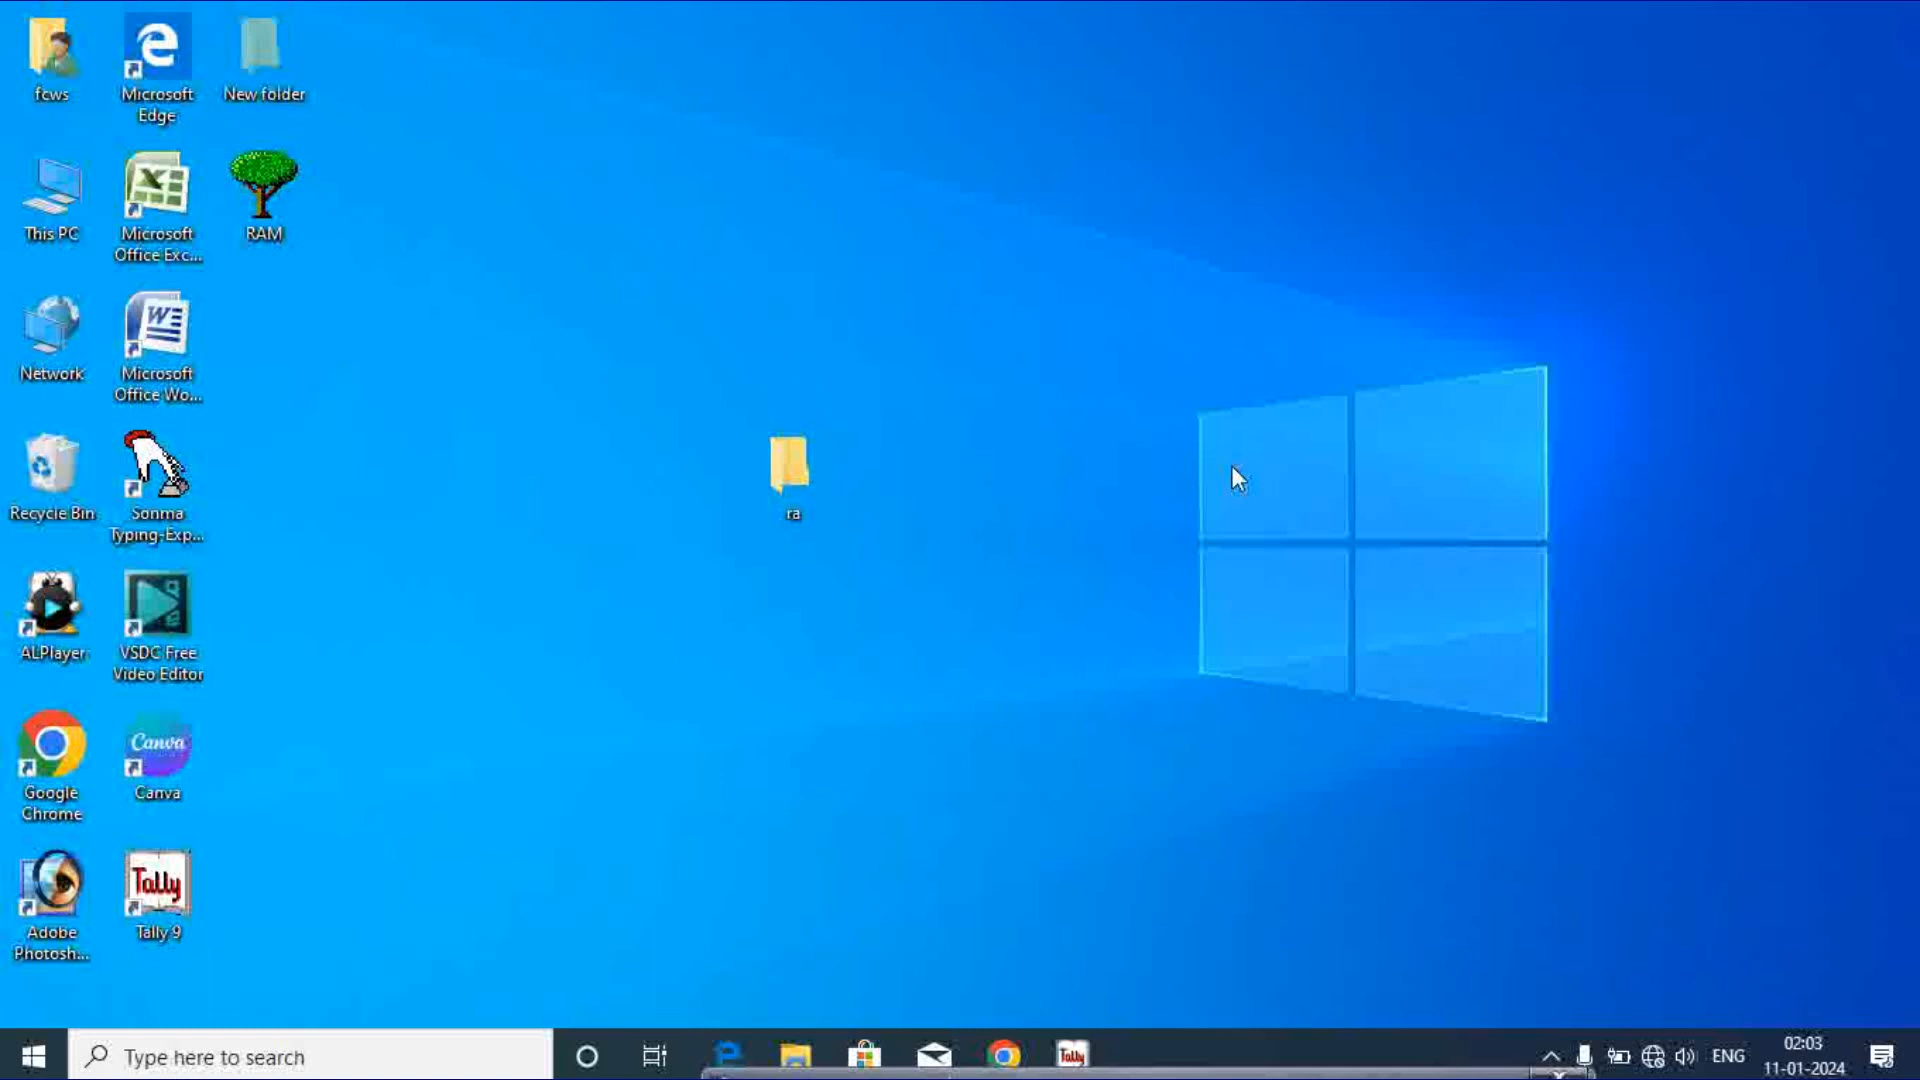 fcws
Microsoft
Edge
New folder
This PC
Microsoft
Office Exc...
RAM
Network
Microsoft
Office Wo...
Recycle Bin
Sonma
Typing-Exp...
ra
ALPlayer
VSDC Free
Video Editor
Google
Chrome
Canva
Canva
Adobe
Photosh...
Tally
Tally 9
Type here to search
Tally
ENG
02:03
11-01-2024